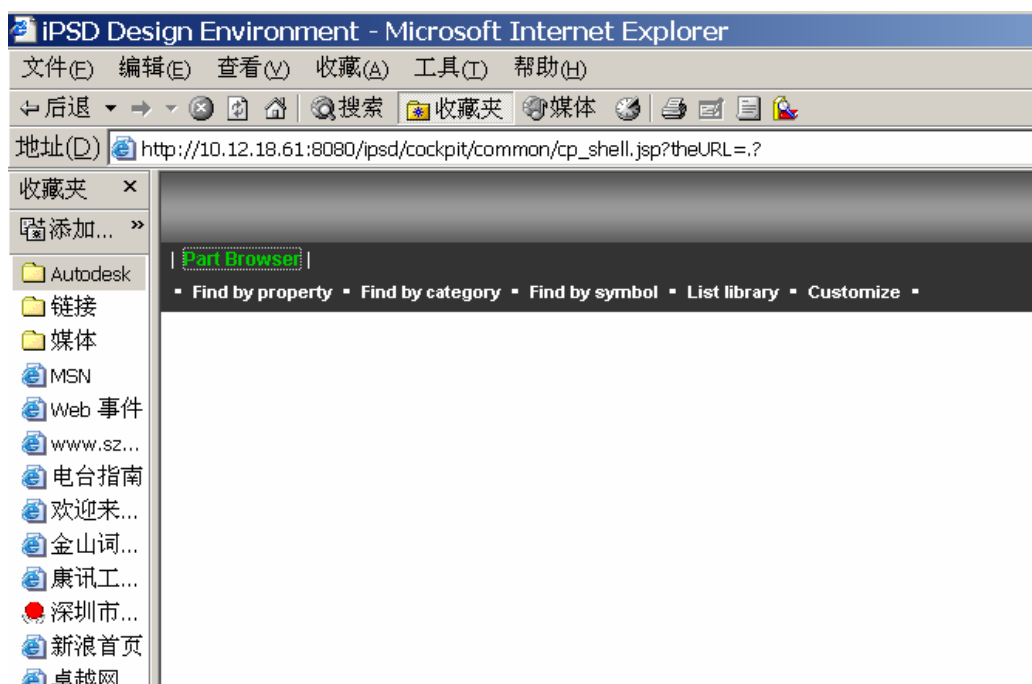 iPSD Design Environment - Microsoft Internet Explorer
文件(F) 编辑(E) 查看(V) 收藏(A) 工具(T) 帮助(H)
后退 搜索 收藏夹 媒体
地址(D) http://10.12.18.61:8080/ipsd/cockpit/common/cp_shell.jsp?theURL=.?
收藏夹 ×
添加... »
| Part Browser |
▪ Find by property ▪ Find by category ▪ Find by symbol ▪ List library ▪ Customize ▪
Autodesk
链接
媒体
MSN
Web 事件
www.sz...
电台指南
欢迎来...
金山词...
康讯工...
深圳市...
新浪首页
卓越网